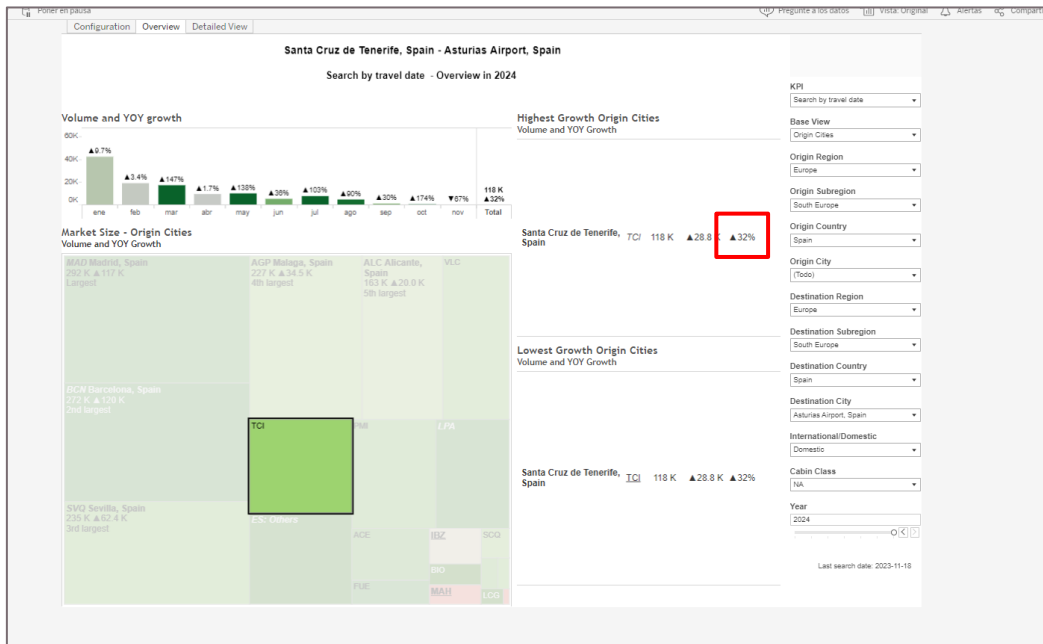 Poner en pausa
Pregunte a los datos
Vista: Original
Alertas
Comparti
Configuration
Overview
Detailed View
Santa Cruz de Tenerife, Spain - Asturias Airport, Spain
Search by travel date - Overview in 2024
Volume and YOY growth
60K
40K
20K
0K
▲9.7%
▲3.4%
▲147%
▲1.7%
▲138%
▲36%
▲103%
▲90%
▲30%
▲174%
▼67%
118 K
▲32%
ene
feb
mar
abr
may
jun
jul
ago
sep
oct
nov
Total
Market Size - Origin Cities
Volume and YOY Growth
MAD Madrid, Spain
292 K ▲117 K
Largest
AGP Malaga, Spain
227 K ▲34.5 K
4th largest
ALC Alicante,
Spain
163 K ▲20.0 K
5th largest
VLC
BCN Barcelona, Spain
272 K ▲120 K
2nd largest
TCI
PMI
LPA
SVQ Sevilla, Spain
235 K ▲62.4 K
3rd largest
ES: Others
ACE
IBZ
SCQ
BIO
FUE
MAH
LCG
Highest Growth Origin Cities
Volume and YOY Growth
Santa Cruz de Tenerife,
Spain
TCI 118 K ▲28.8 K ▲32%
Lowest Growth Origin Cities
Volume and YOY Growth
Santa Cruz de Tenerife,
Spain
TCI 118 K ▲28.8 K ▲32%
KPI
Search by travel date
Base View
Origin Cities
Origin Region
Europe
Origin Subregion
South Europe
Origin Country
Spain
Origin City
(Todo)
Destination Region
Europe
Destination Subregion
South Europe
Destination Country
Spain
Destination City
Asturias Airport, Spain
International/Domestic
Domestic
Cabin Class
NA
Year
2024
Last search date: 2023-11-18